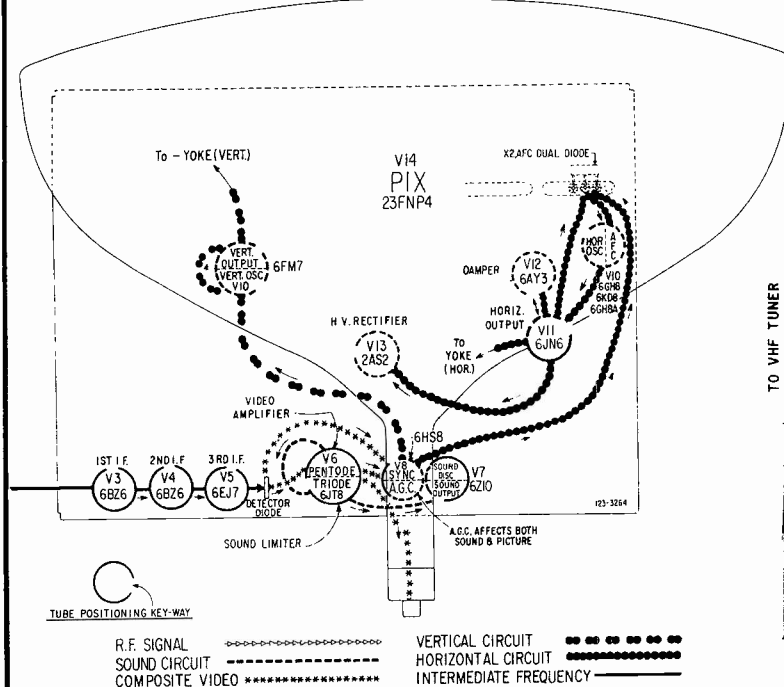 To - YOKE (VERT.)
V14
PIX
23FNP4
X2, AFC DUAL DIODE
VERT.
OUTPUT
VERT. OSC
V10
6FM7
HOR
OSC
A
F
C
V10
6GH8
6KD8
6GH8A
DAMPER
V12
6AY3
HORIZ.
OUTPUT
V11
6JN6
H V. RECTIFIER
V13
2AS2
To
YOKE
(HOR.)
TO VHF TUNER
VIDEO
AMPLIFIER
6HS8
1ST I F.
V3
6BZ6
2ND I.F
V4
6BZ6
3RD I.F.
V5
6EJ7
DETECTOR
DIODE
V6
PENTODE
TRIODE
6JT8
V8
SYNC
A.G.C.
SOUND
DISC
SOUND
OUTPUT
V7
6Z10
SOUND LIMITER
A.G.C. AFFECTS BOTH
SOUND & PICTURE
123-3264
TUBE POSITIONING KEY-WAY
R.F. SIGNAL
SOUND CIRCUIT
COMPOSITE VIDEO
VERTICAL CIRCUIT
HORIZONTAL CIRCUIT
INTERMEDIATE FREQUENCY